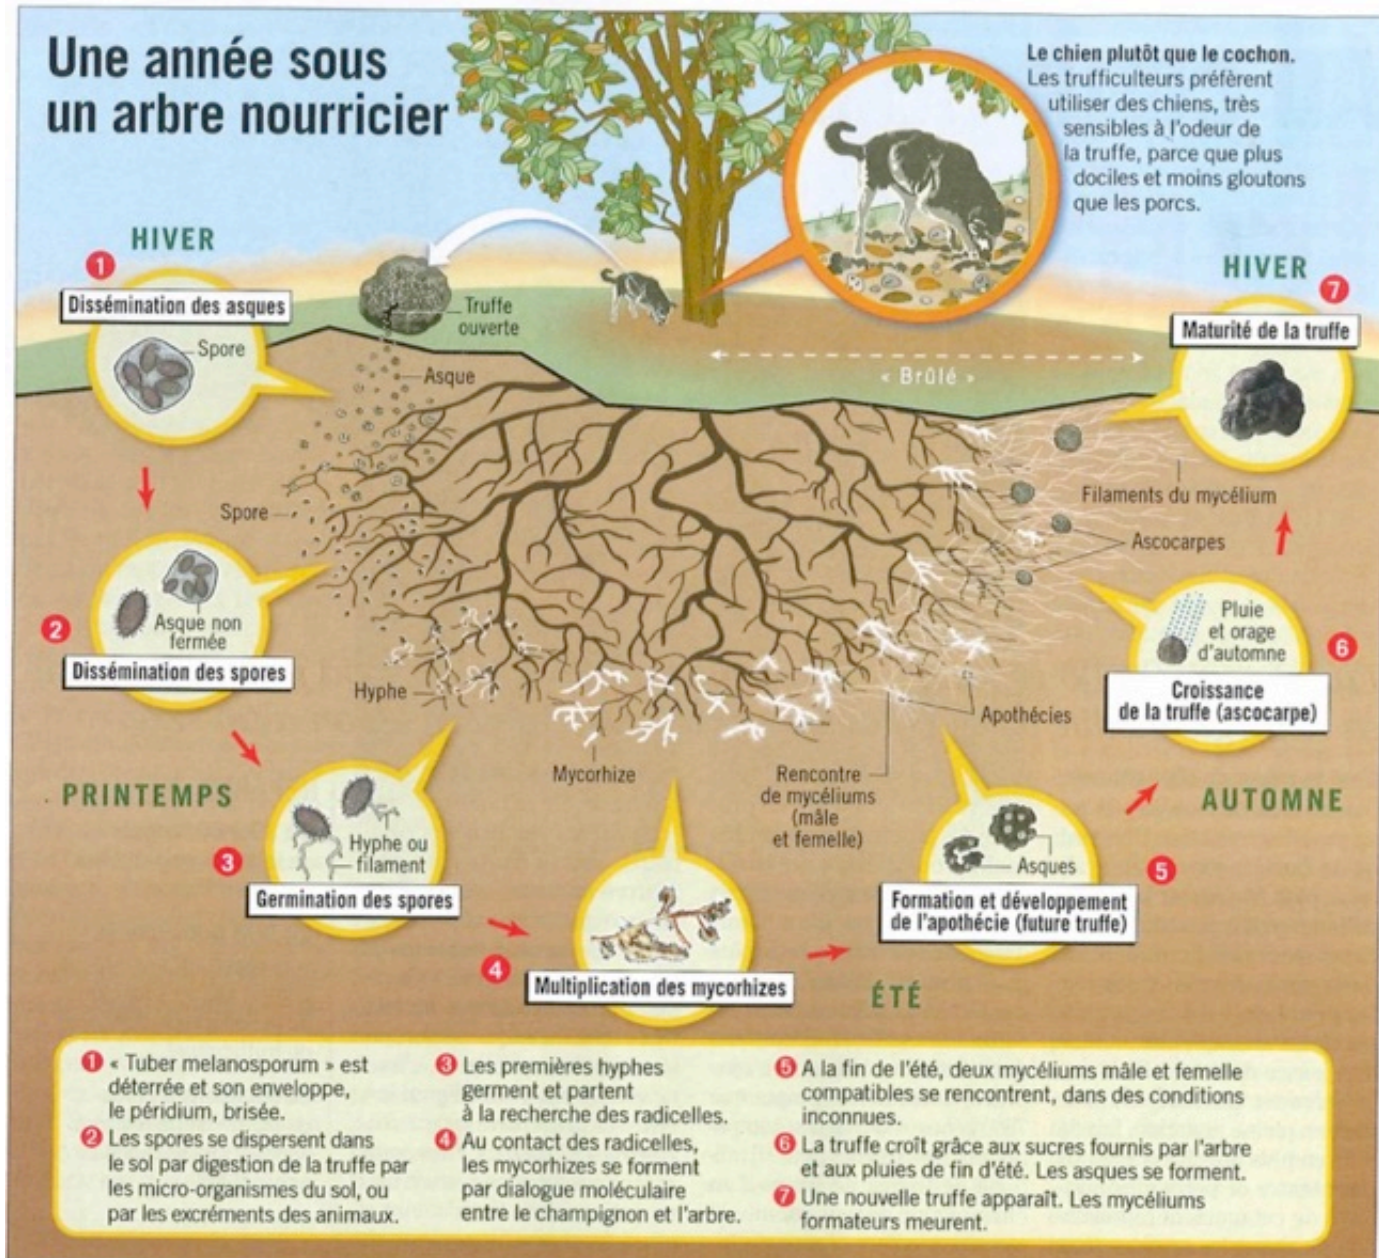 Une année sous
un arbre nourricier
Le chien plutôt que le cochon.
Les trufficulteurs préfèrent
utiliser des chiens, très
sensibles à l'odeur de
la truffe, parce que plus
dociles et moins gloutons
que les porcs.
HIVER
1
Dissémination des asques
Spore
Truffe
ouverte
Asque
« Brûlé »
HIVER
7
Maturité de la truffe
Filaments du mycélium
Ascocarpes
Spore
2
Asque non
fermée
Dissémination des spores
Hyphe
Mycorhize
Rencontre
de mycéliums
(mâle
et femelle)
Apothécies
Pluie
et orage
d'automne
6
Croissance
de la truffe (ascocarpe)
PRINTEMPS
AUTOMNE
3
Hyphe ou
filament
Germination des spores
4
Multiplication des mycorhizes
Asques
5
Formation et développement
de l'apothécie (future truffe)
ÉTÉ
1 « Tuber melanosporum » est
déterrée et son enveloppe,
le péridium, brisée.
2 Les spores se dispersent dans
le sol par digestion de la truffe par
les micro-organismes du sol, ou
par les excréments des animaux.
3 Les premières hyphes
germent et partent
à la recherche des radicelles.
4 Au contact des radicelles,
les mycorhizes se forment
par dialogue moléculaire
entre le champignon et l'arbre.
5 A la fin de l'été, deux mycéliums mâle et femelle
compatibles se rencontrent, dans des conditions
inconnues.
6 La truffe croît grâce aux sucres fournis par l'arbre
et aux pluies de fin d'été. Les asques se forment.
7 Une nouvelle truffe apparaît. Les mycéliums
formateurs meurent.